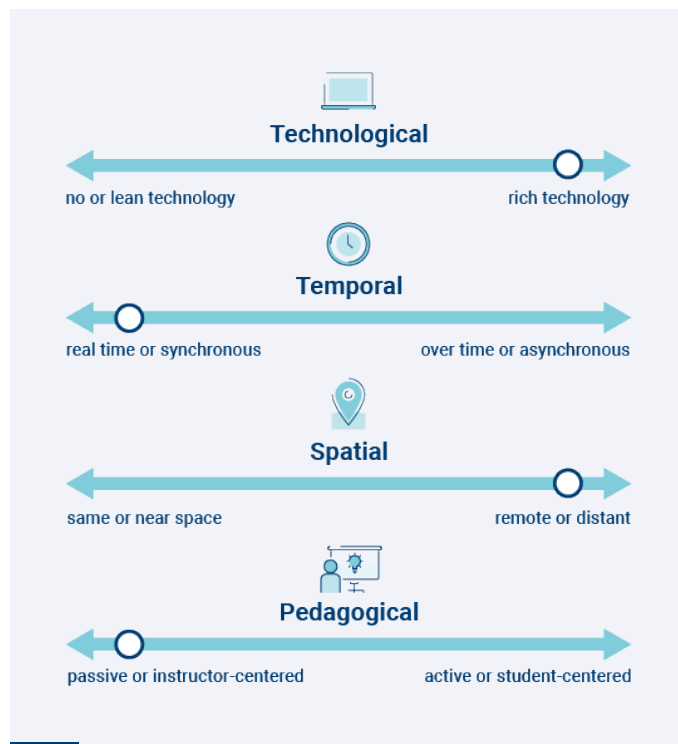 Technological
no or lean technology rich technology
Temporal
real time or synchronous over time or asynchronous
Spatial
same or near space remote or distant
Pedagogical
passive or instructor-centered active or student-centered